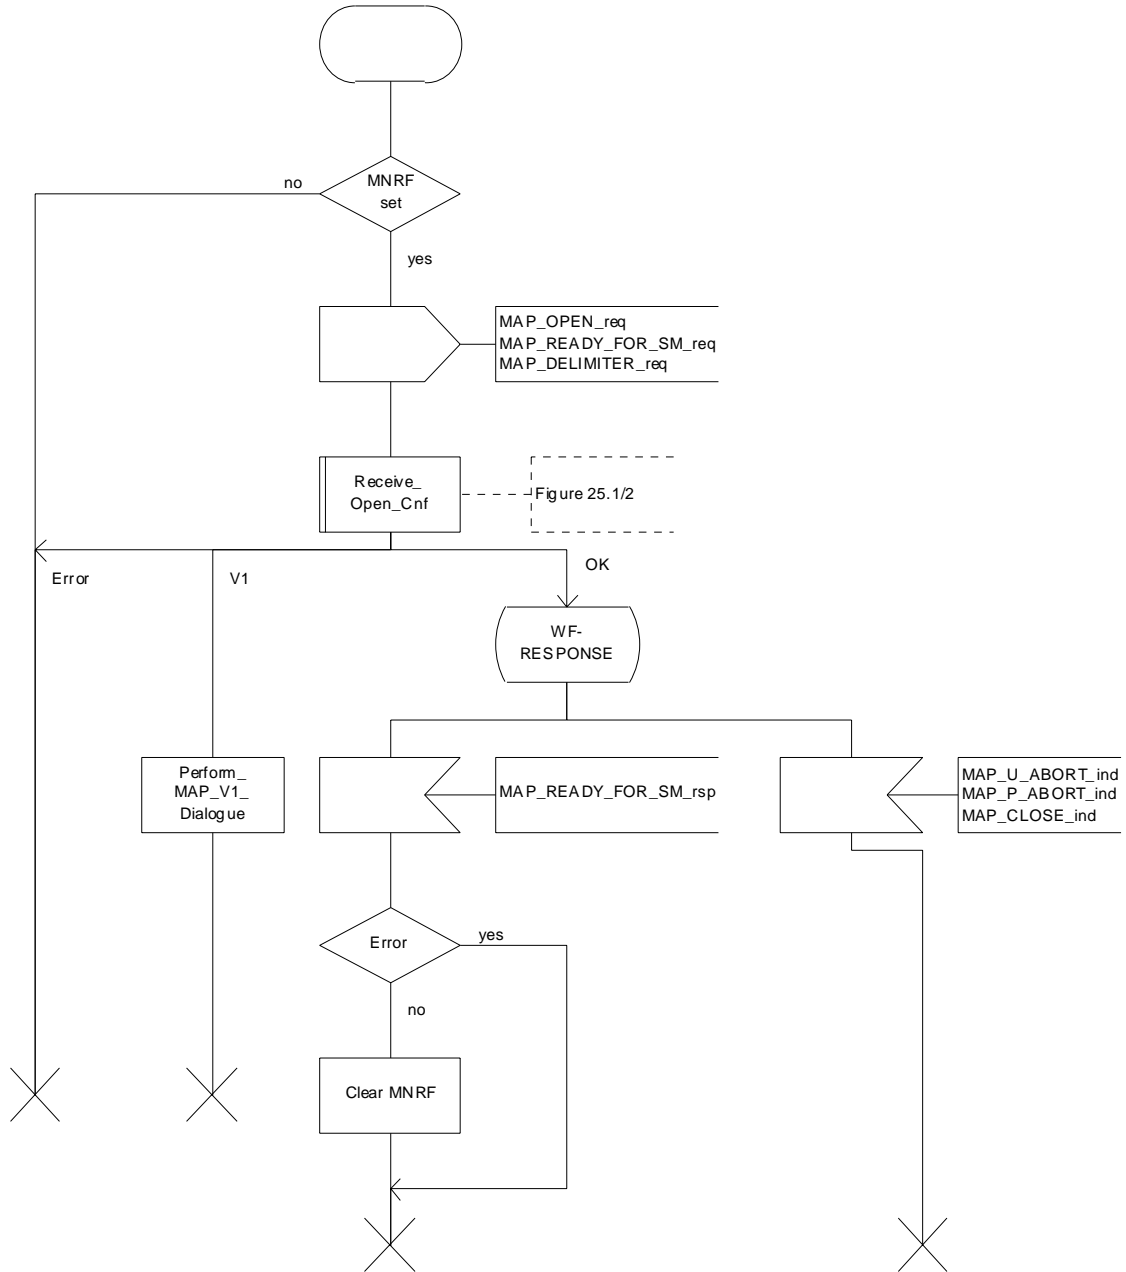 no
MNRF
set
yes
MAP_OPEN_req
MAP_READY_FOR_SM_req
MAP_DELIMITER_req
Receive_
Open_Cnf
Figure 25.1/2
Error
V1
OK
WF-
RESPONSE
Perform_
MAP_V1_
Dialogue
MAP_READY_FOR_SM_rsp
MAP_U_ABORT_ind
MAP_P_ABORT_ind
MAP_CLOSE_ind
Error
yes
no
Clear MNRF